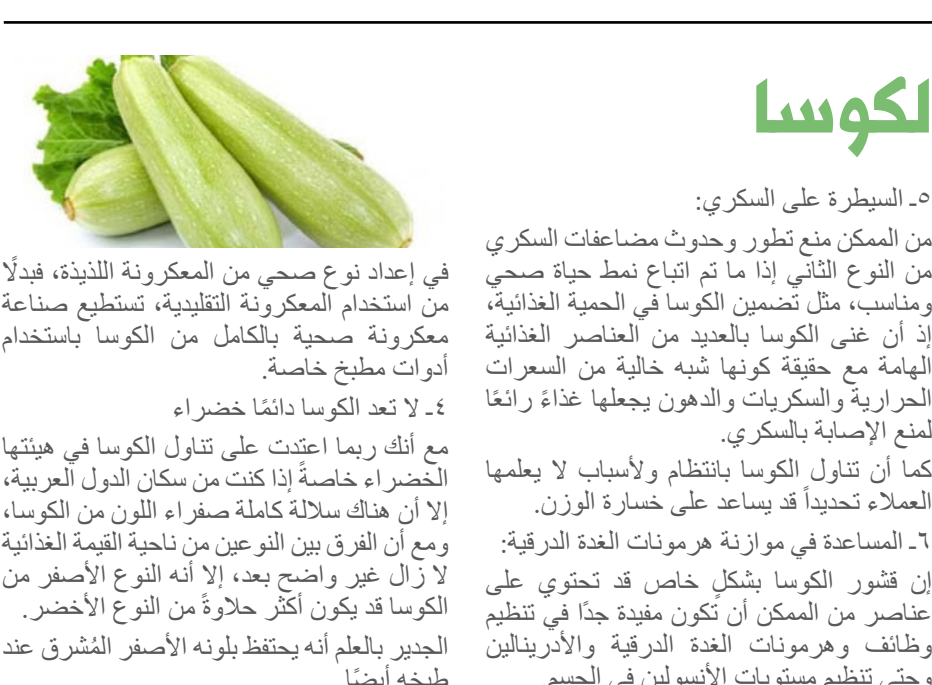 لكوسا
٥ـ السيطرة على السكري:
من الممكن منع تطور وحدوث مضاعفات السكري
من النوع الثاني إذا ما تم اتباع نمط حياة صحي
ومناسب، مثل تضمين الكوسا في الحمية الغذائية،
إذ أن غنى الكوسا بالعديد من العناصر الغذائية
الهامة مع حقيقة كونها شبه خالية من السعرات
الحرارية والسكريات والدهون يجعلها غذاءً رائعًا
لمنع الإصابة بالسكري.
كما أن تناول الكوسا بانتظام ولأسباب لا يعلمها
العملاء تحديداً قد يساعد على خسارة الوزن.
٦ـ المساعدة في موازنة هرمونات الغدة الدرقية:
إن قشور الكوسا بشكلٍ خاص قد تحتوي على
عناصر من الممكن أن تكون مفيدة جدًا في تنظيم
وظائف وهرمونات الغدة الدرقية والأدرينالين
وحتى تنظيم مستويات الأنسولين في الجسم
في إعداد نوع صحي من المعكرونة اللذيذة، فبدلًا
من استخدام المعكرونة التقليدية، تستطيع صناعة
معكرونة صحية بالكامل من الكوسا باستخدام
أدوات مطبخ خاصة.
٤ـ لا تعد الكوسا دائمًا خضراء
مع أنك ربما اعتدت على تناول الكوسا في هيئتها
الخضراء خاصةً إذا كنت من سكان الدول العربية،
إلا أن هناك سلالة كاملة صفراء اللون من الكوسا،
ومع أن الفرق بين النوعين من ناحية القيمة الغذائية
لا زال غير واضح بعد، إلا أنه النوع الأصفر من
الكوسا قد يكون أكثر حلاوةً من النوع الأخضر.
الجدير بالعلم أنه يحتفظ بلونه الأصفر المُشرق عند
طبخه أيضًا